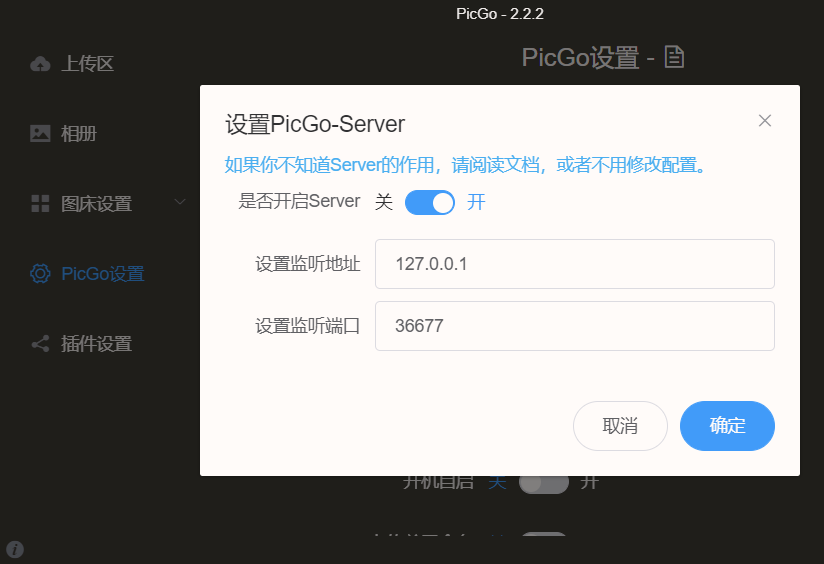 PicGo - 2.2.2
上传区
相册
图床设置
PicGo设置
插件设置
PicGo设置 -
设置PicGo-Server
如果你不知道Server的作用，请阅读文档，或者不用修改配置。
是否开启Server 关 开
设置监听地址 127.0.0.1
设置监听端口 36677
取消 确定
开机自启 关 开